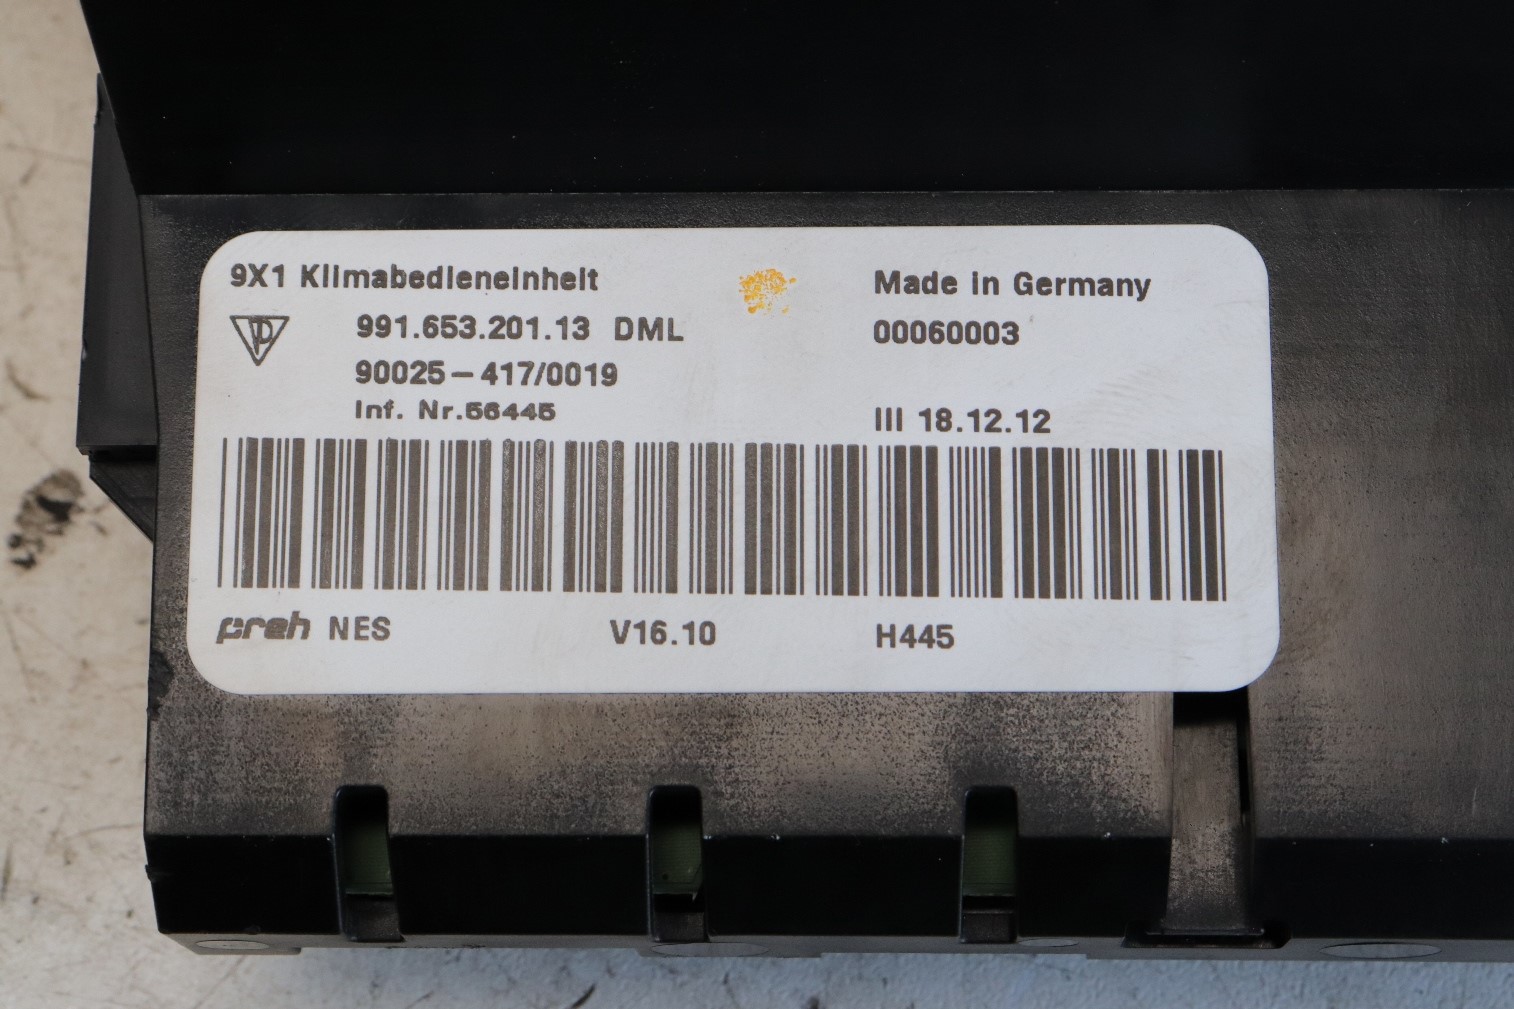 9X1 Klimabedieneinheit
Made in Germany
991.653.201.13 DML
00060003
90025-417/0019
Inf. Nr.56445
III 18.12.12
preh NES
V16.10
H445